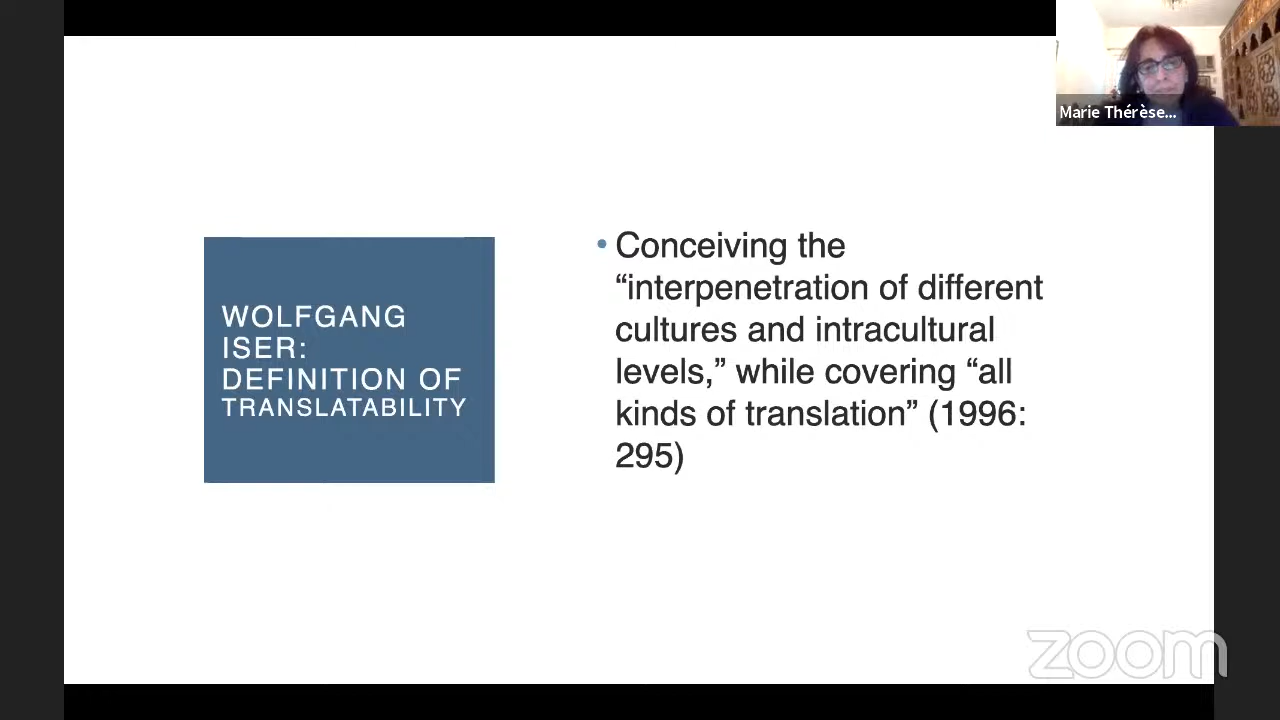 Marie Thérèse...
WOLFGANG
ISER:
DEFINITION OF
TRANSLATABILITY
• Conceiving the
“interpenetration of different
cultures and intracultural
levels,” while covering “all
kinds of translation” (1996:
295)
zoom